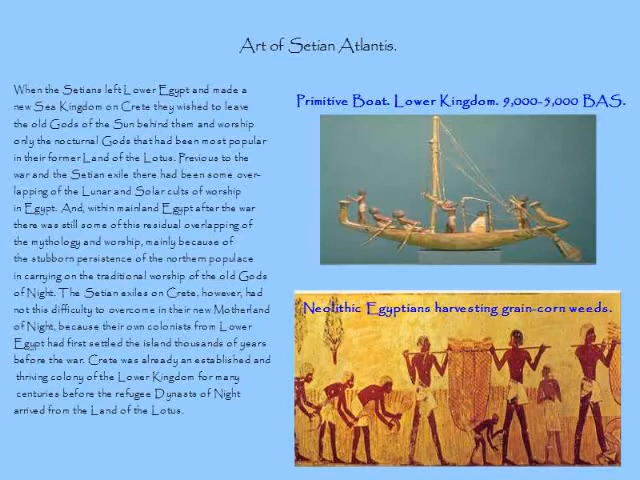 Art of Setian Atlantis.
When the Setians left Lower Egypt and made a
new Sea Kingdom on Crete they wished to leave
the old Gods of the Sun behind them and worship
only the nocturnal Gods that had been most popular
in their former Land of the Lotus. Previous to the
war and the Setian exile there had been some over-
lapping of the Lunar and Solar cults of worship
in Egypt. And, within mainland Egypt after the war
there was still some of this residual overlapping of
the mythology and worship, mainly because of
the stubborn persistence of the northern populace
in carrying on the traditional worship of the old Gods
of Night. The Setian exiles on Crete, however, had
not this difficulty to overcome in their new Motherland
of Night, because their own colonists from Lower
Egypt had first settled the island thousands of years
before the war. Crete was already an established and
thriving colony of the Lower Kingdom for many
centuries before the refugee Dynasts of Night
arrived from the Land of the Lotus.
Primitive Boat. Lower Kingdom. 9,000-5,000 BAS.
Neolithic Egyptians harvesting grain-corn weeds.